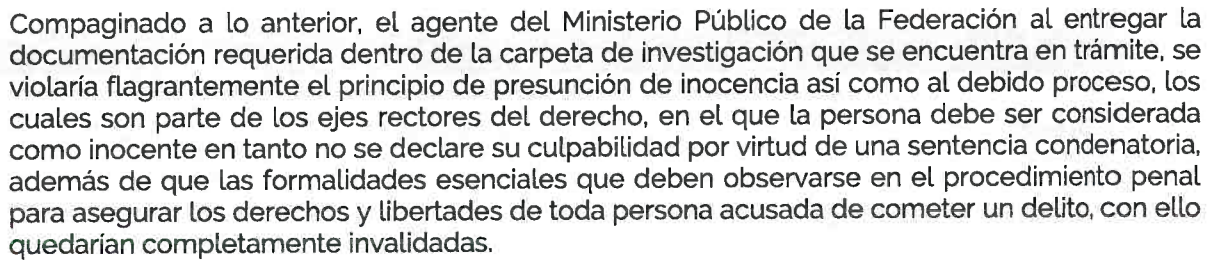 Compaginado a lo anterior, el agente del Ministerio Público de la Federación al entregar la
documentación requerida dentro de la carpeta de investigación que se encuentra en trámite, se
violaría flagrantemente el principio de presunción de inocencia así como al debido proceso, los
cuales son parte de los ejes rectores del derecho, en el que la persona debe ser considerada
como inocente en tanto no se declare su culpabilidad por virtud de una sentencia condenatoria,
además de que las formalidades esenciales que deben observarse en el procedimiento penal
para asegurar los derechos y libertades de toda persona acusada de cometer un delito, con ello
quedarían completamente invalidadas.